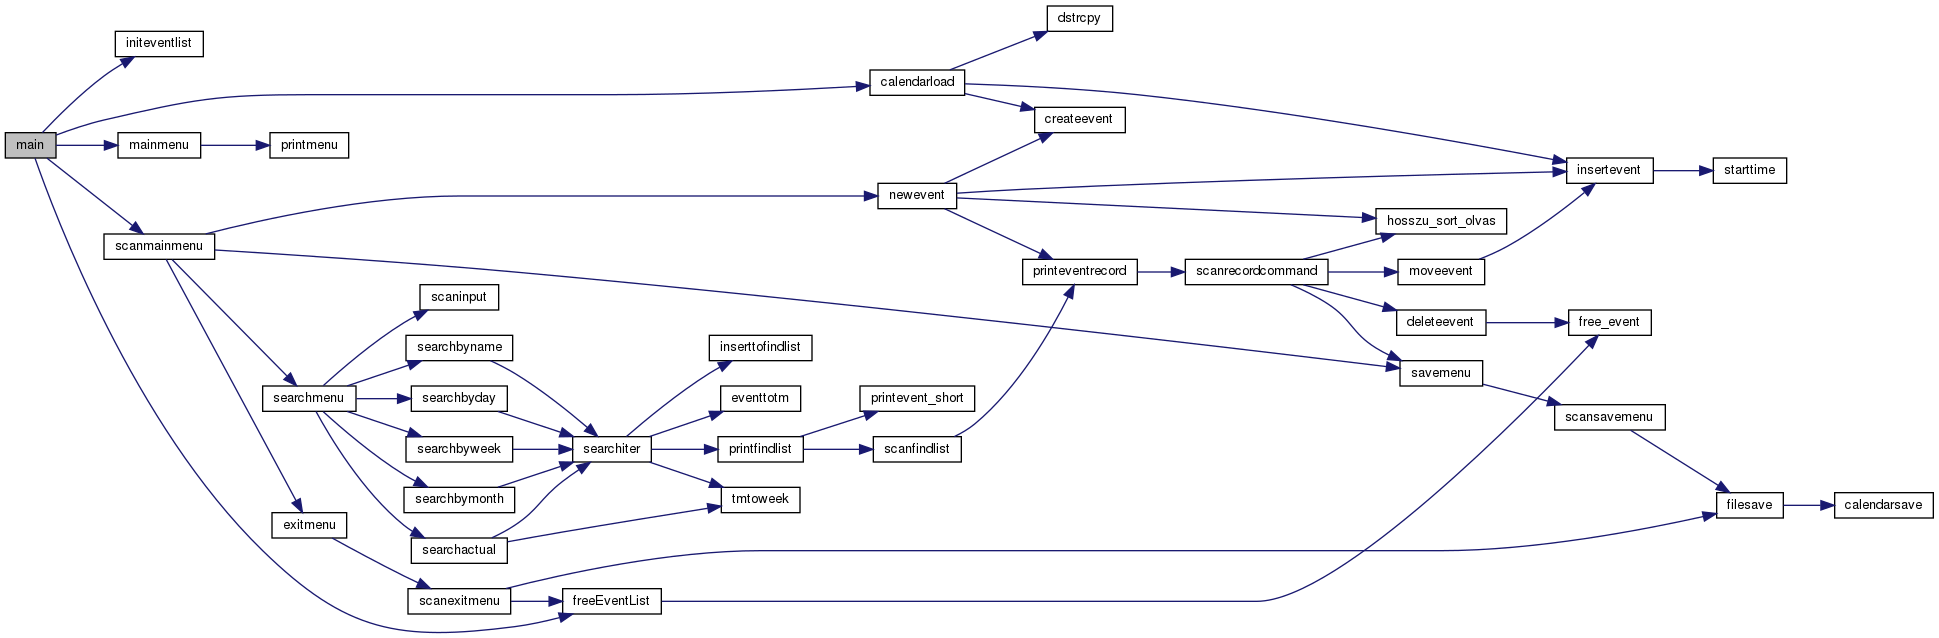 main
initeventlist
mainmenu
printmenu
scanmainmenu
searchmenu
exitmenu
scaninput
searchbyname
searchbyday
searchbyweek
searchbymonth
searchactual
scanexitmenu
freeEventList
searchiter
inserttofindlist
eventtotm
printfindlist
tmtoweek
printevent_short
scanfindlist
calendarload
newevent
dstrcpy
createevent
printeventrecord
scanrecordcommand
hosszu_sort_olvas
moveevent
deleteevent
savemenu
insertevent
starttime
free_event
scansavemenu
filesave
calendarsave